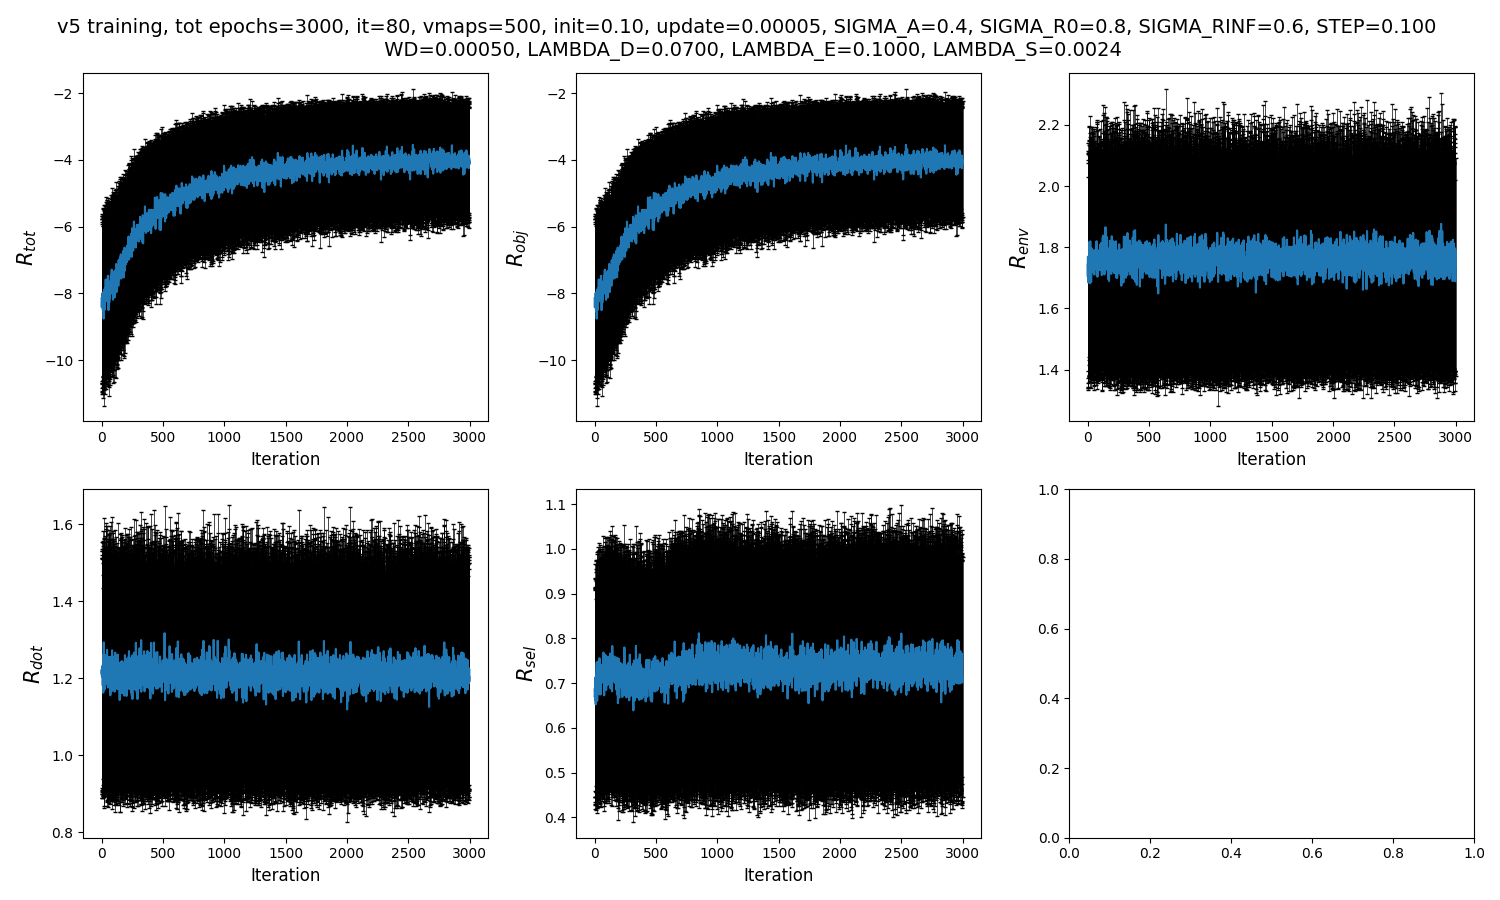 v5 training, tot epochs=3000, it=80, vmaps=500, init=0.10, update=0.00005, SIGMA_A=0.4, SIGMA_R0=0.8, SIGMA_RINF=0.6, STEP=0.100
WD=0.00050, LAMBDA_D=0.0700, LAMBDA_E=0.1000, LAMBDA_S=0.0024
R_tot
−2
−4
−6
−8
−10
0 500 1000 1500 2000 2500 3000
Iteration
R_obj
−2
−4
−6
−8
−10
0 500 1000 1500 2000 2500 3000
Iteration
R_env
2.2
2.0
1.8
1.6
1.4
0 500 1000 1500 2000 2500 3000
Iteration
R_dot
1.6
1.4
1.2
1.0
0.8
0 500 1000 1500 2000 2500 3000
Iteration
R_sel
1.1
1.0
0.9
0.8
0.7
0.6
0.5
0.4
0 500 1000 1500 2000 2500 3000
Iteration
1.0
0.8
0.6
0.4
0.2
0.0
0.0 0.2 0.4 0.6 0.8 1.0